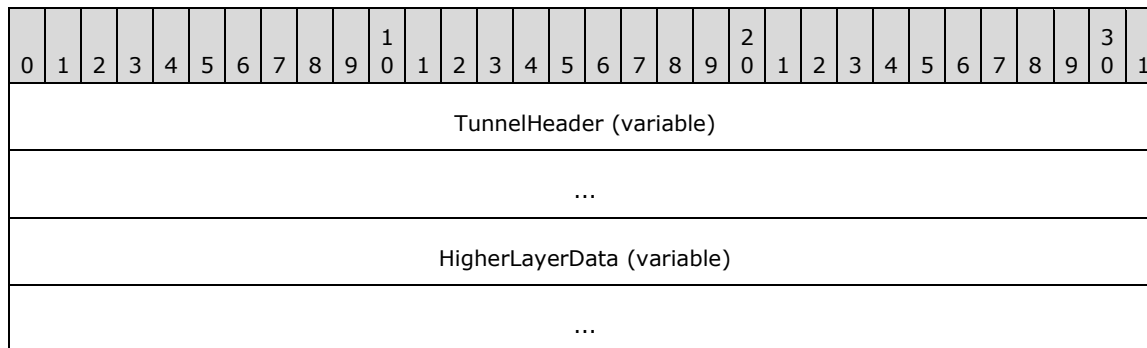 1 2 3
0 1 2 3 4 5 6 7 8 9 0 1 2 3 4 5 6 7 8 9 0 1 2 3 4 5 6 7 8 9 0 1
TunnelHeader (variable)
...
HigherLayerData (variable)
...